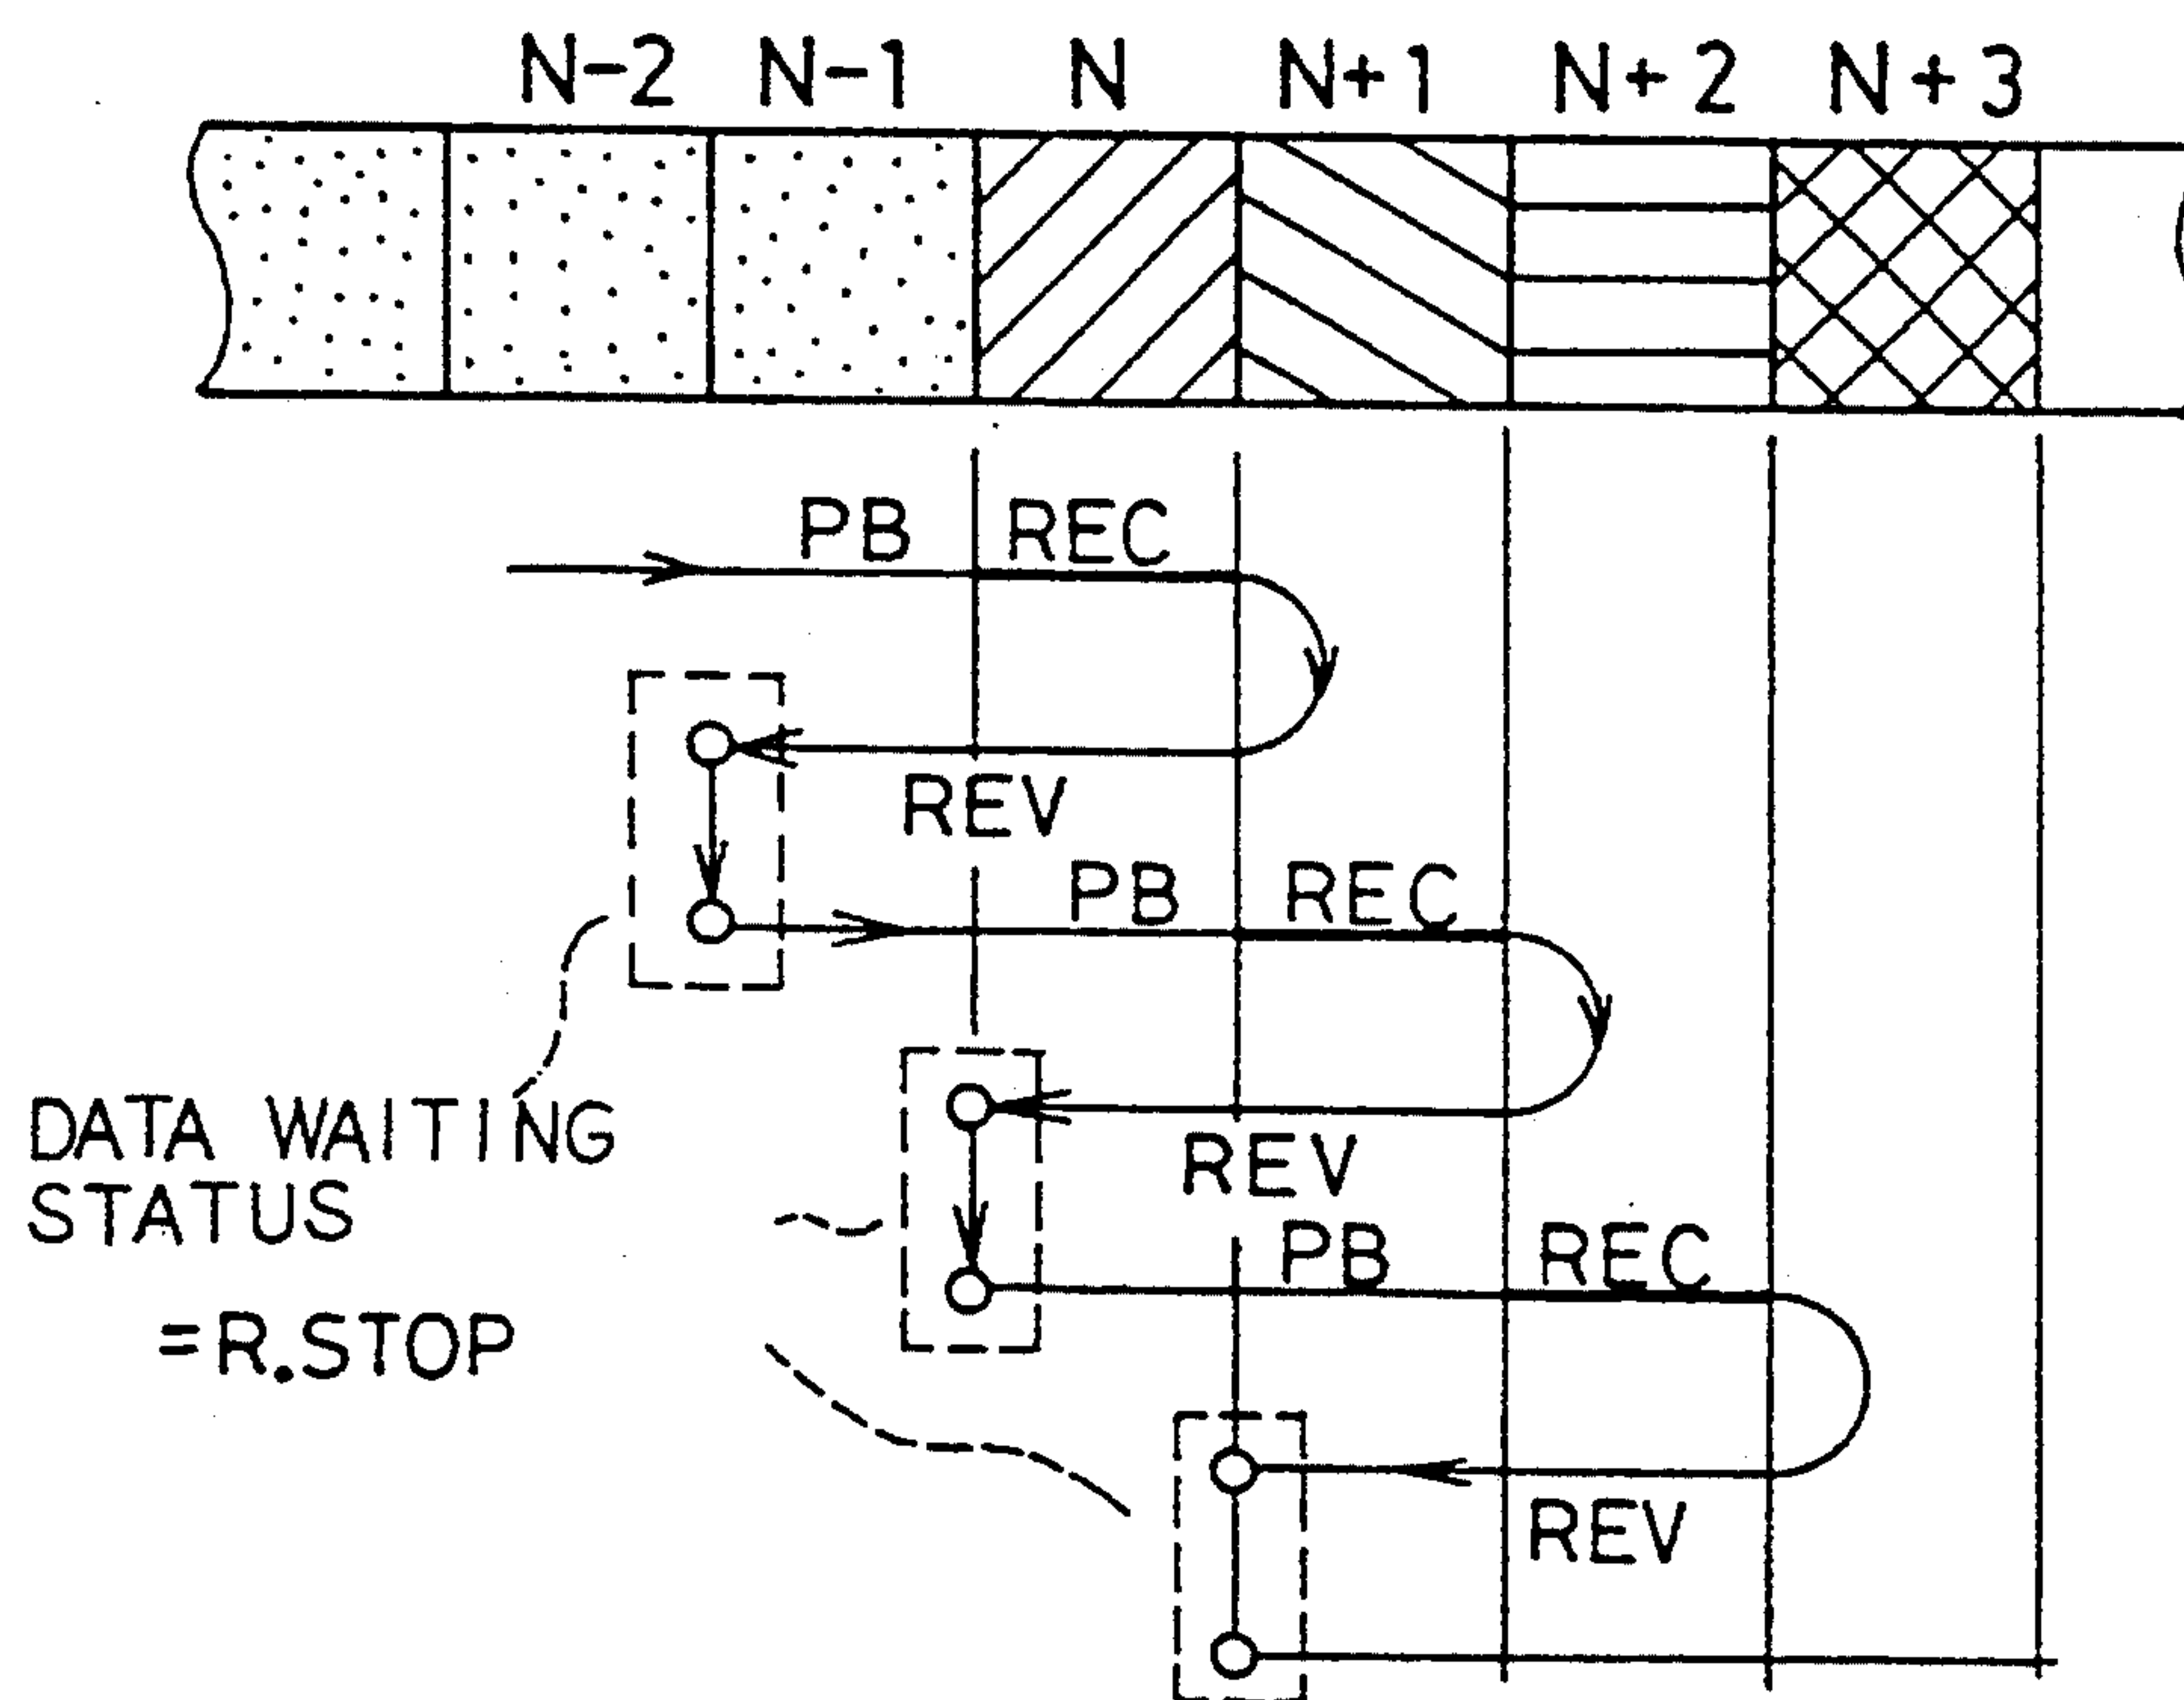 N-2 N-1 N N+1 N+2 N+3
PB REC
REV
PB REC
DATA WAITING
STATUS
REV
PB REC
=R.STOP
REV